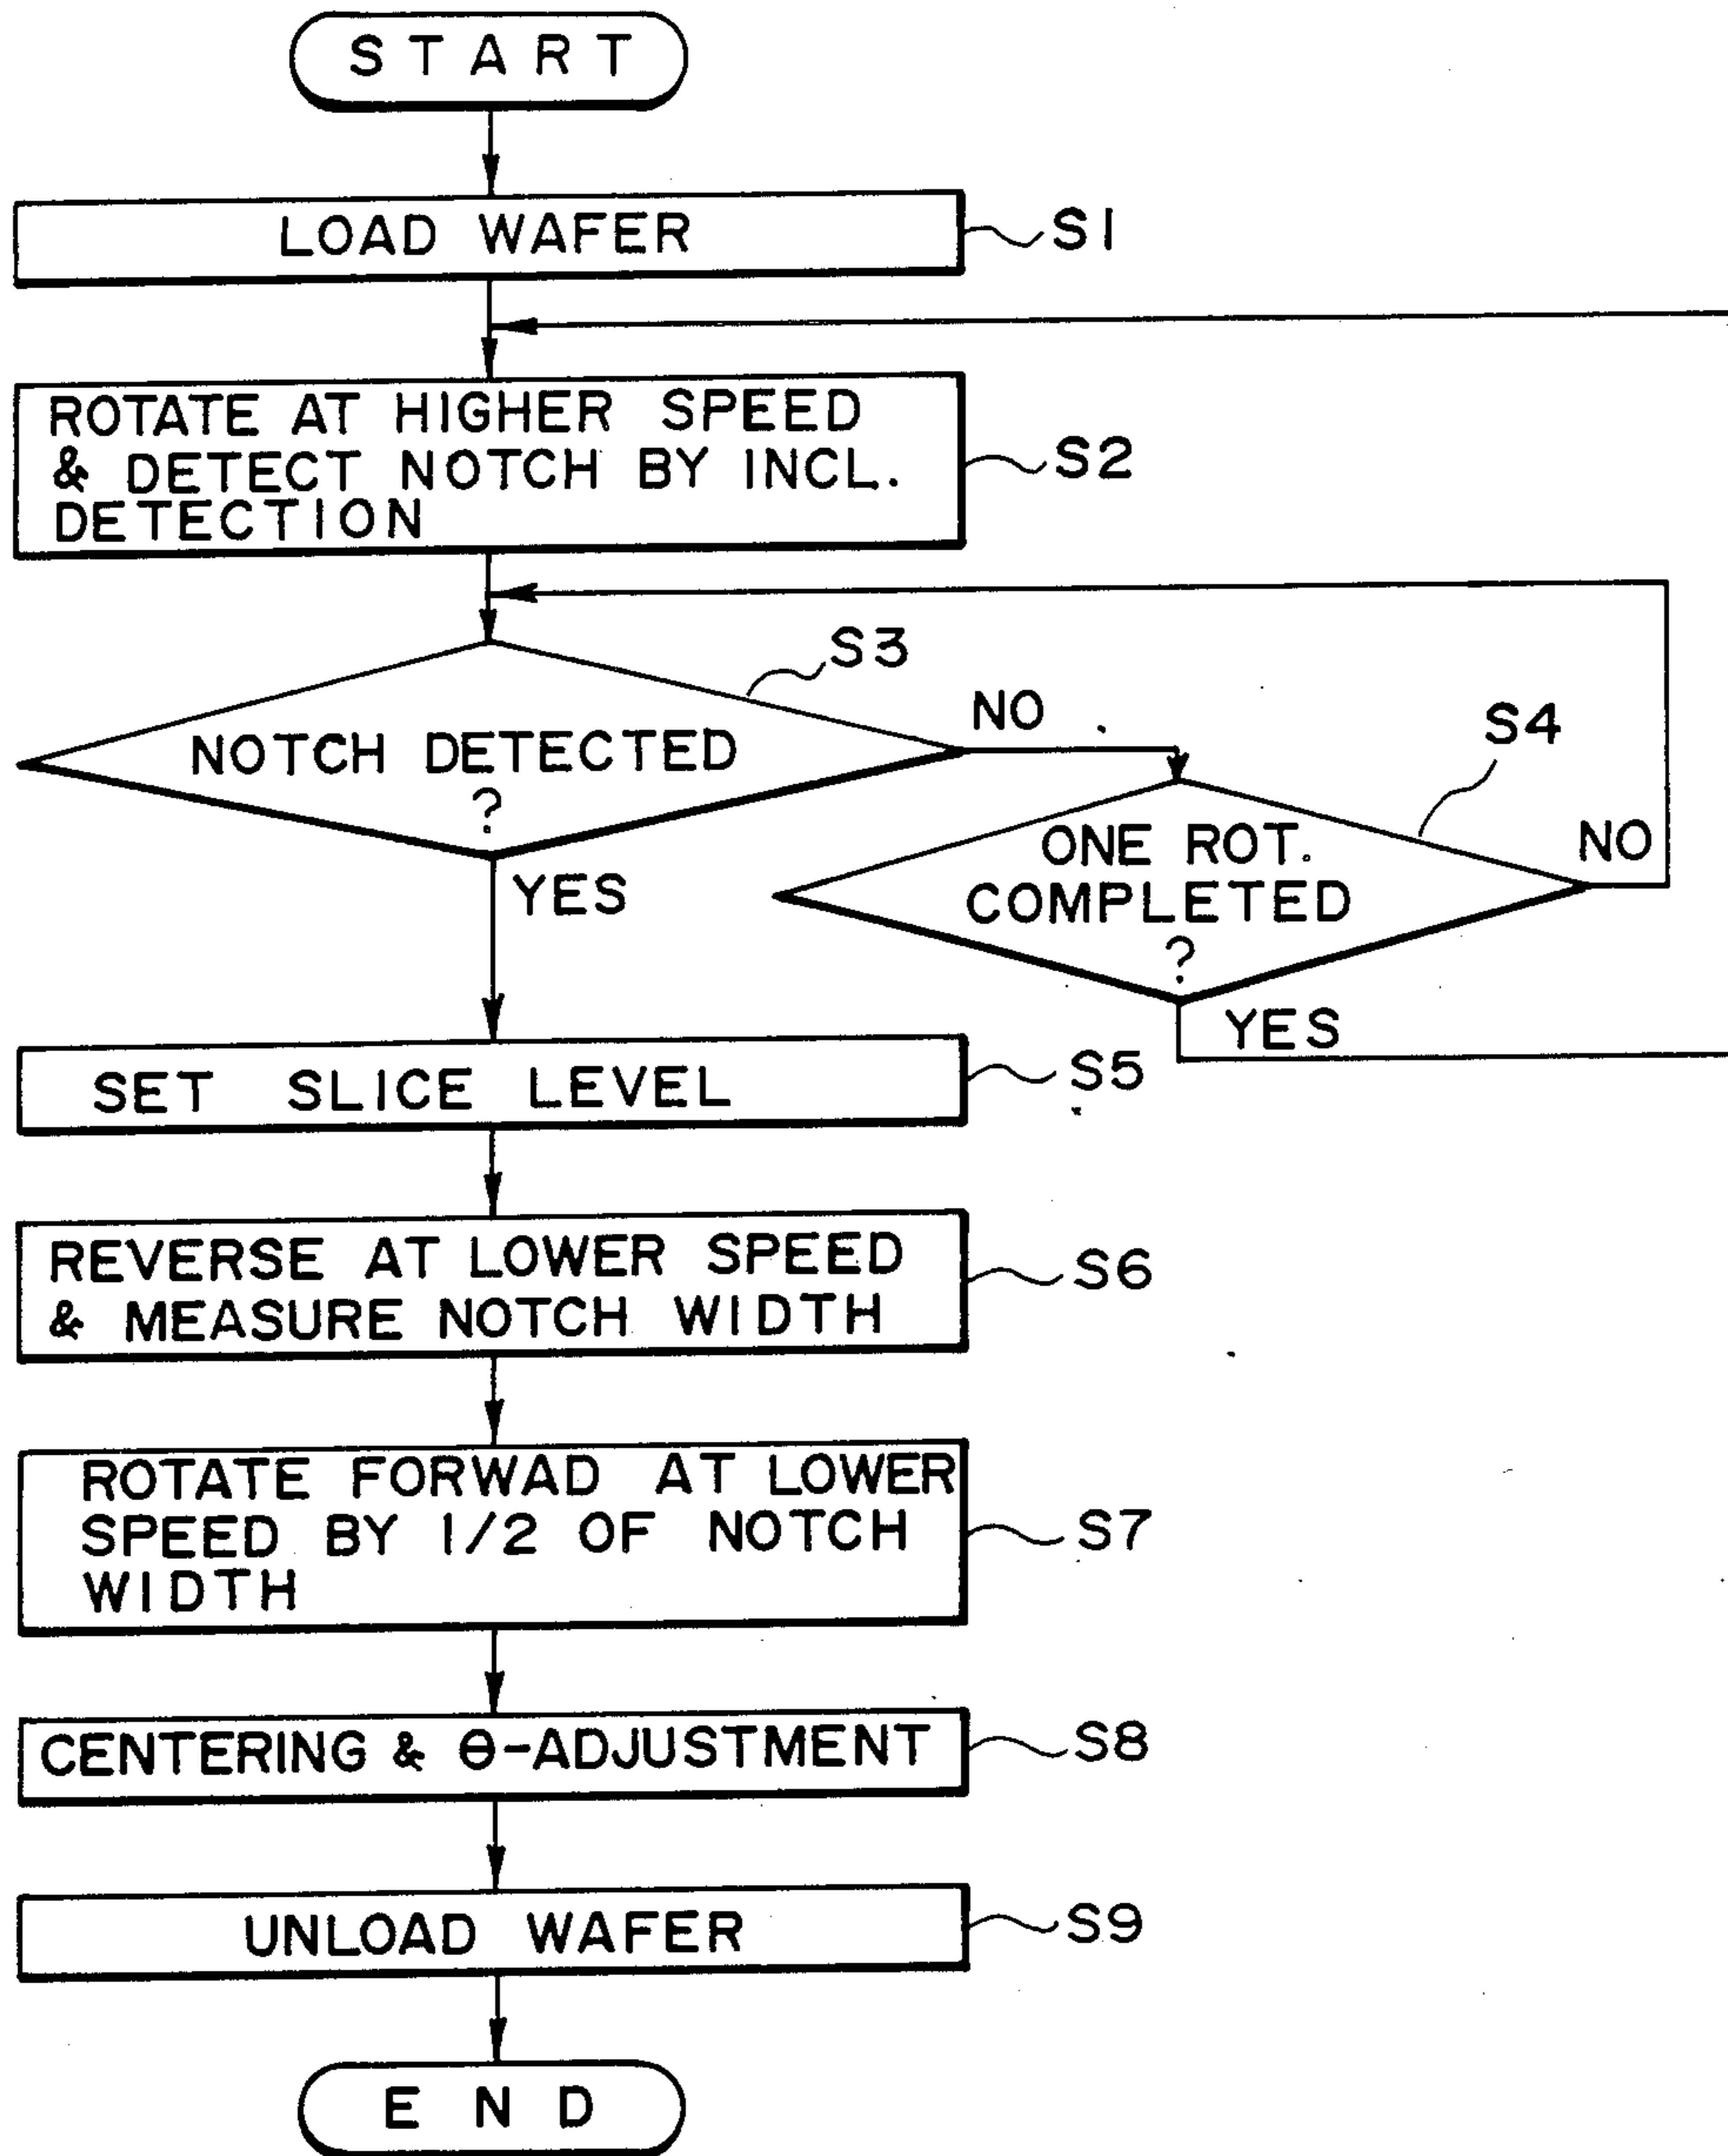 START
LOAD WAFER
S1
ROTATE AT HIGHER SPEED
& DETECT NOTCH BY INCL.
DETECTION
S2
S3
NOTCH DETECTED
?
NO
YES
S4
ONE ROT.
COMPLETED
?
NO
YES
SET SLICE LEVEL
S5
REVERSE AT LOWER SPEED
& MEASURE NOTCH WIDTH
S6
ROTATE FORWAD AT LOWER
SPEED BY 1/2 OF NOTCH
WIDTH
S7
CENTERING & Θ-ADJUSTMENT
S8
UNLOAD WAFER
S9
END